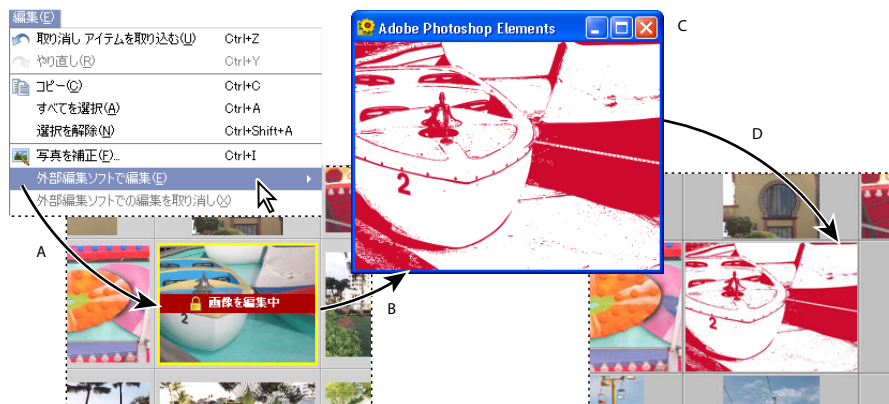 編集(E)
取り消し アイテムを取り込む(U) Ctrl+Z
やり直し(R) Ctrl+Y
コピー(C) Ctrl+C
すべてを選択(A) Ctrl+A
選択を解除(N) Ctrl+Shift+A
写真を補正(F)... Ctrl+I
外部編集ソフトで編集(E)
外部編集ソフトでの編集を取り消し(X)
Adobe Photoshop Elements
2
C
D
A
画像を編集中
2
B
2